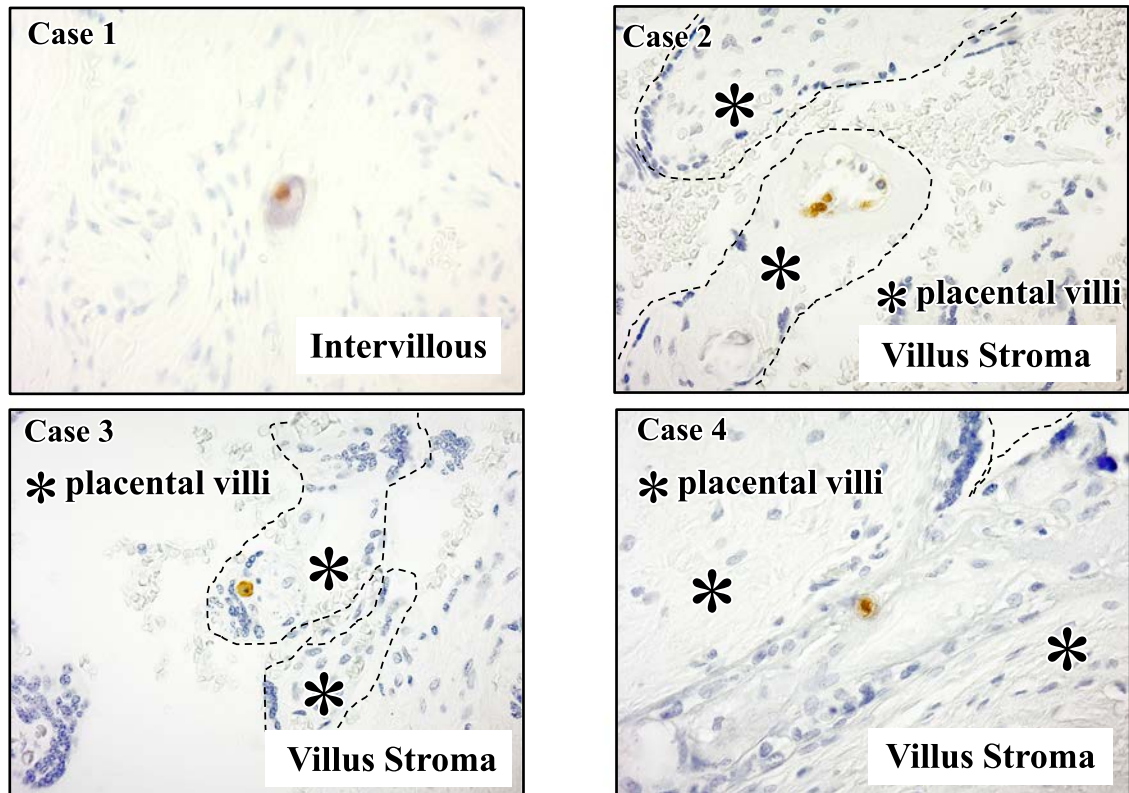 Case 1
Intervillous
Case 2
* placental villi
Villus Stroma
Case 3
* placental villi
Villus Stroma
Case 4
* placental villi
Villus Stroma